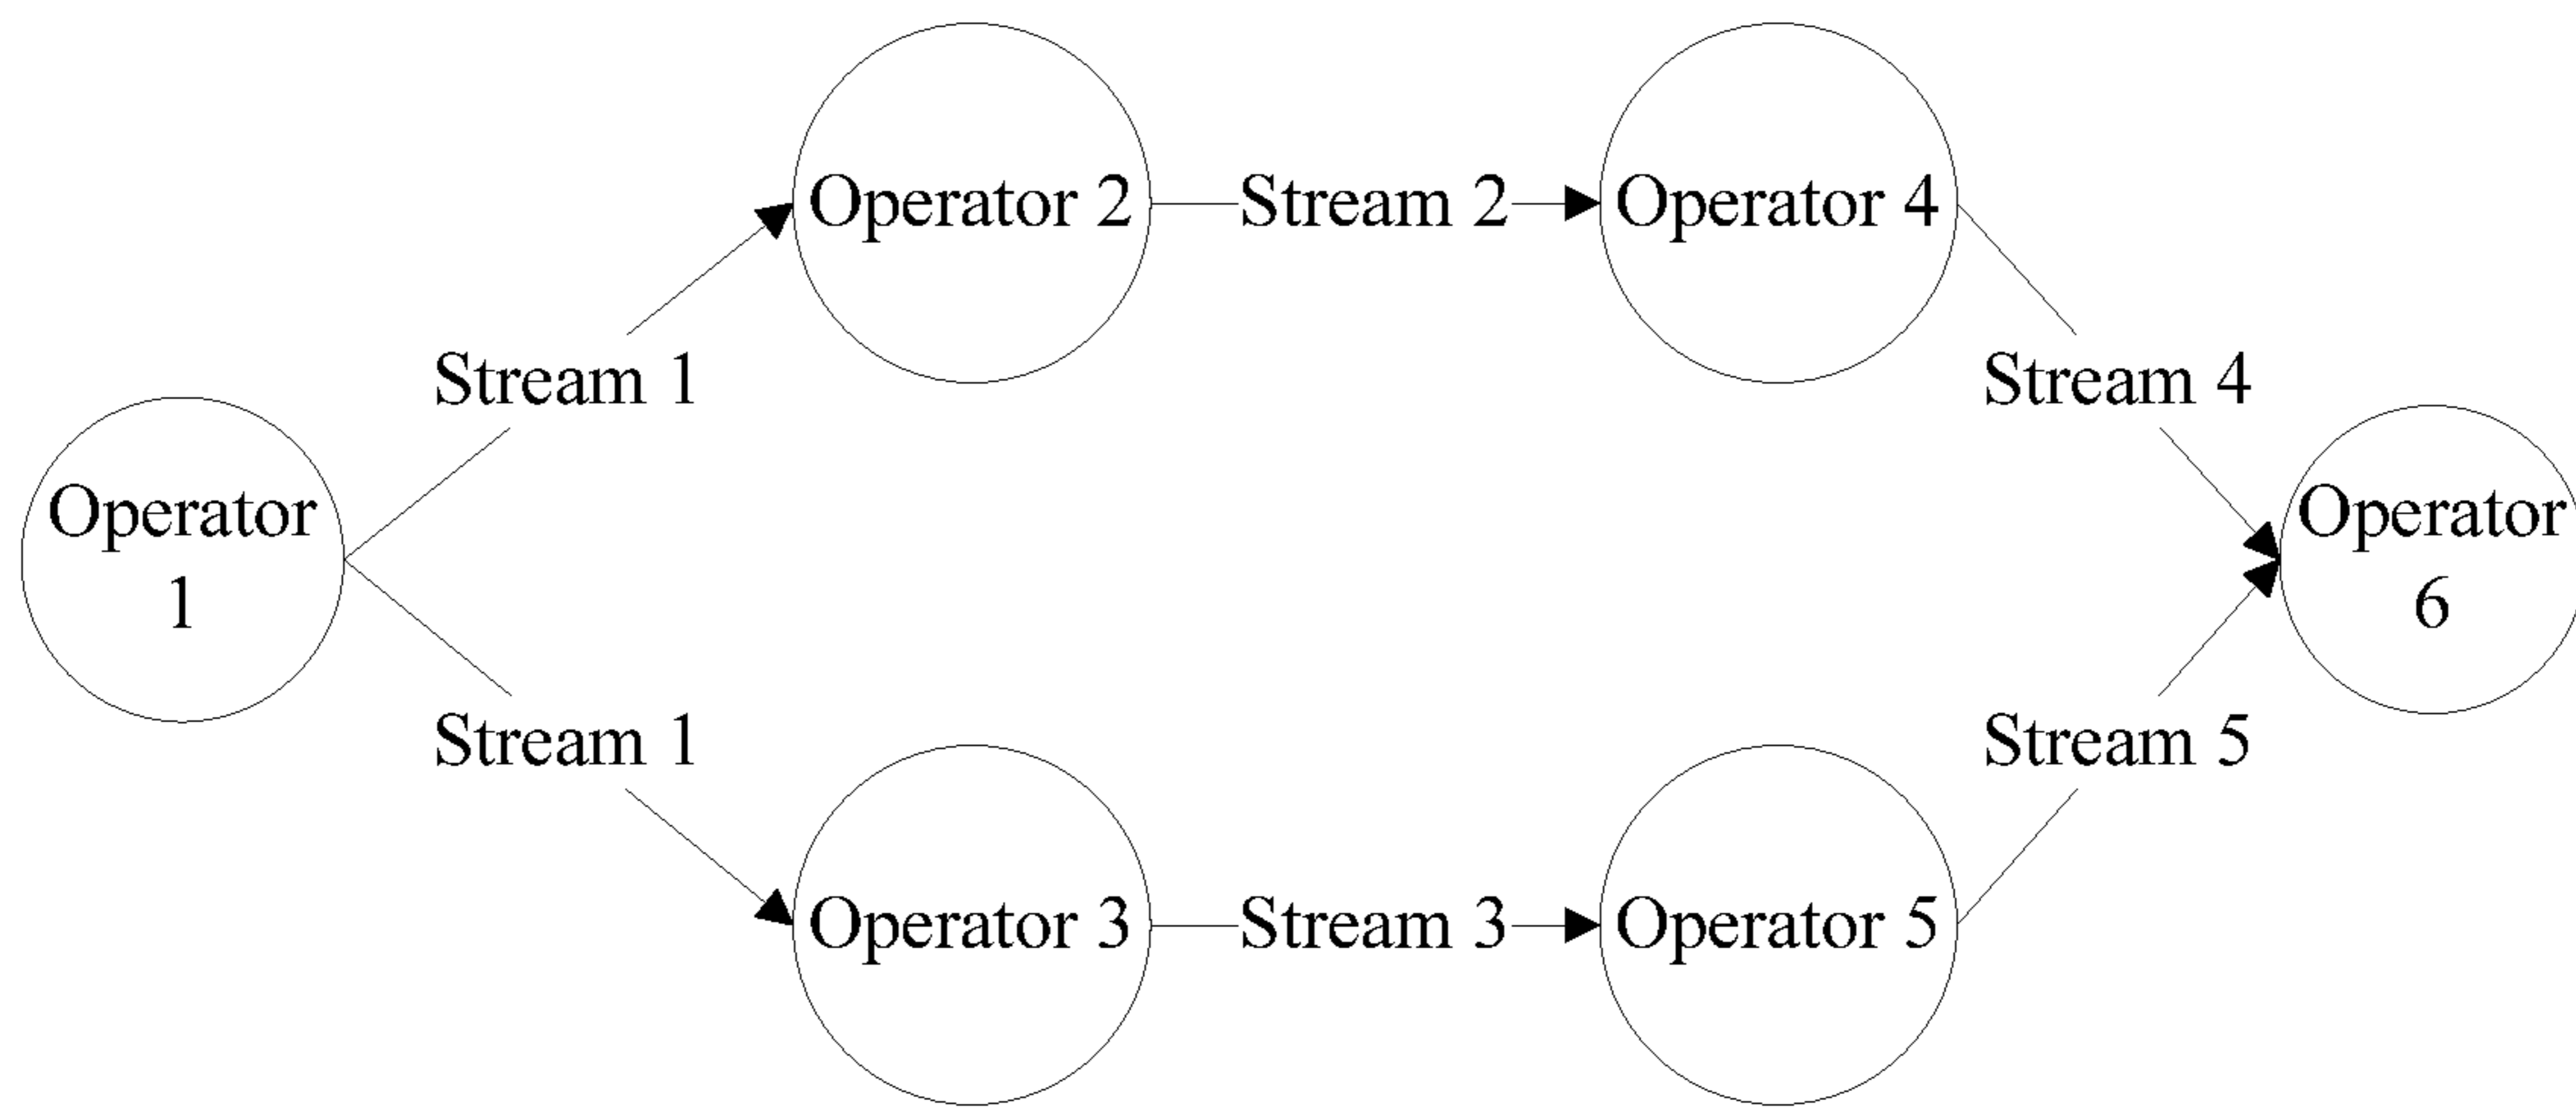 Operator 2
Stream 2
Operator 4
Stream 1
Stream 4
Operator
1
Operator
6
Stream 1
Stream 5
Operator 3
Stream 3
Operator 5